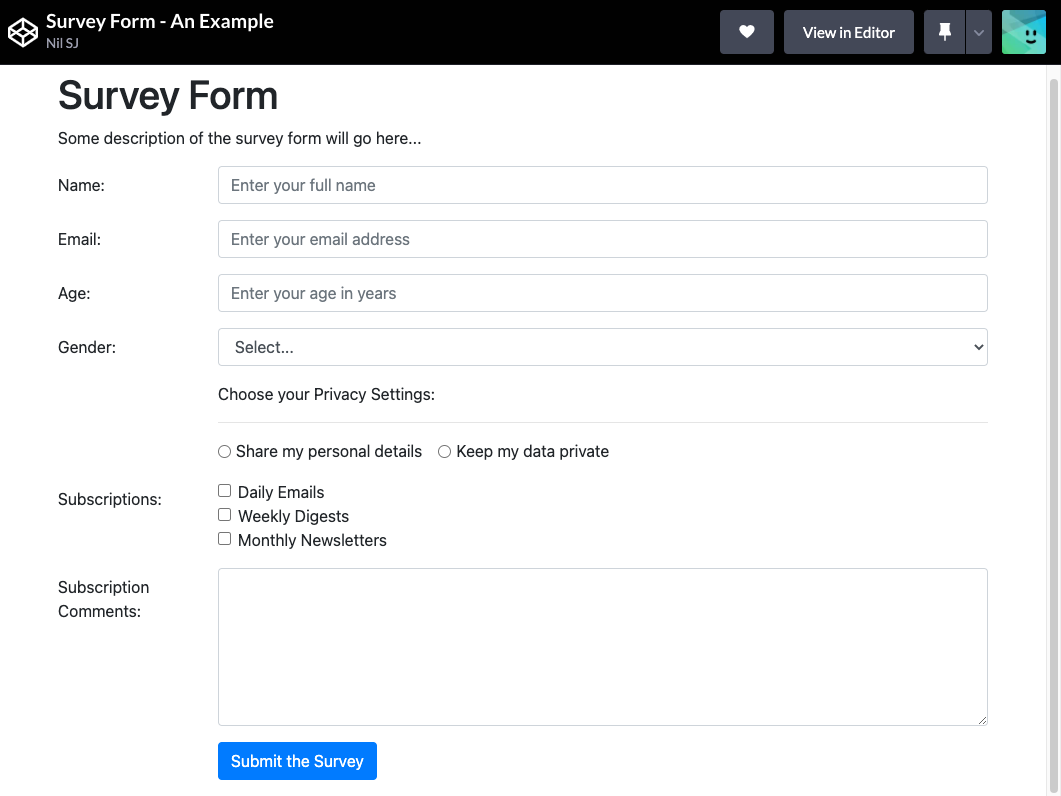 Survey Form - An Example
Nil SJ
View in Editor
Survey Form
Some description of the survey form will go here...
Name:
Enter your full name
Email:
Enter your email address
Age:
Enter your age in years
Gender:
Select...
Choose your Privacy Settings:
Share my personal details
Keep my data private
Subscriptions:
Daily Emails
Weekly Digests
Monthly Newsletters
Subscription
Comments:
Submit the Survey